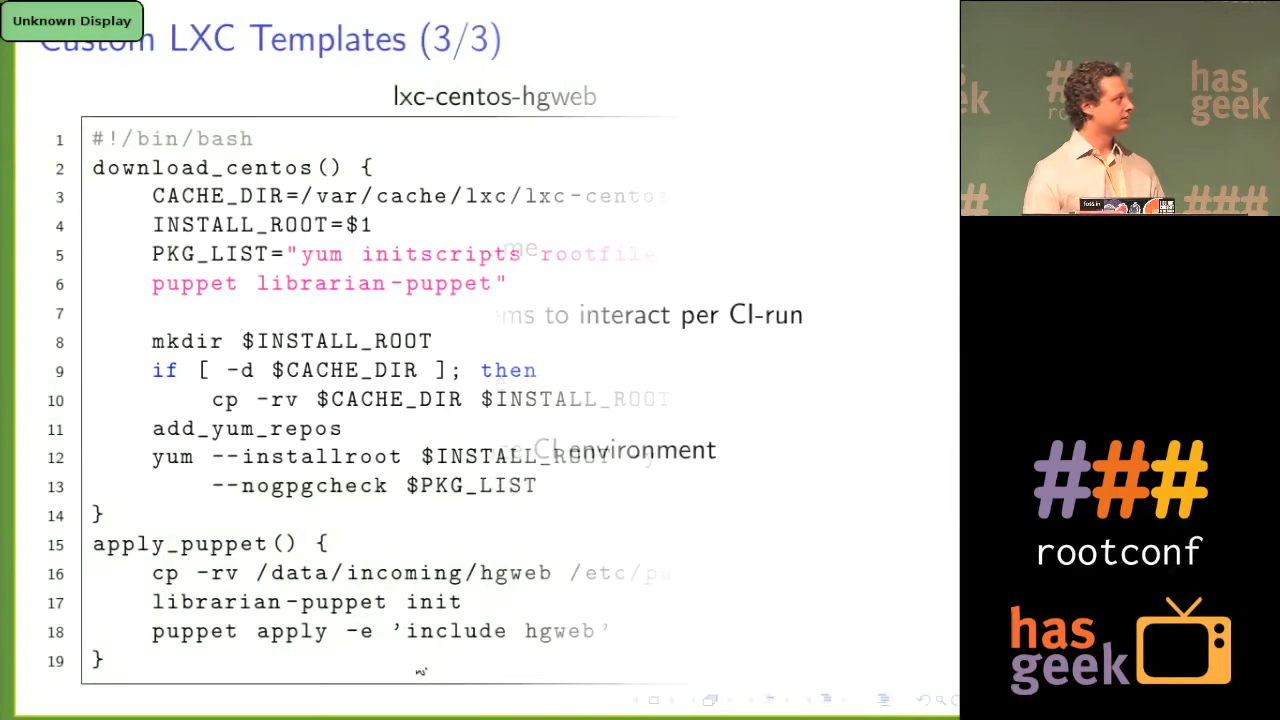 Unknown Display
Custom LXC Templates (3/3)
lxc-centos-hgweb
1 #!/bin/bash
2 download_centos() {
3 CACHE_DIR=/var/cache/lxc/lxc-centos
4 INSTALL_ROOT=$1
5 PKG_LIST="yum initscripts rootfile
6 puppet librarian-puppet"
7
8 mkdir $INSTALL_ROOT
9 if [ -d $CACHE_DIR ]; then
10 cp -rv $CACHE_DIR $INSTALL_ROOT
11 add_yum_repos
12 yum --installroot $INSTALL_ROOT -y
13 --nogpgcheck $PKG_LIST
14 }
15 apply_puppet() {
16 cp -rv /data/incoming/hgweb /etc/pu
17 librarian-puppet init
18 puppet apply -e 'include hgweb'
19 }
to interact per CI-run
CI environment
has
geek
foss.in
###
rootconf
has
geek